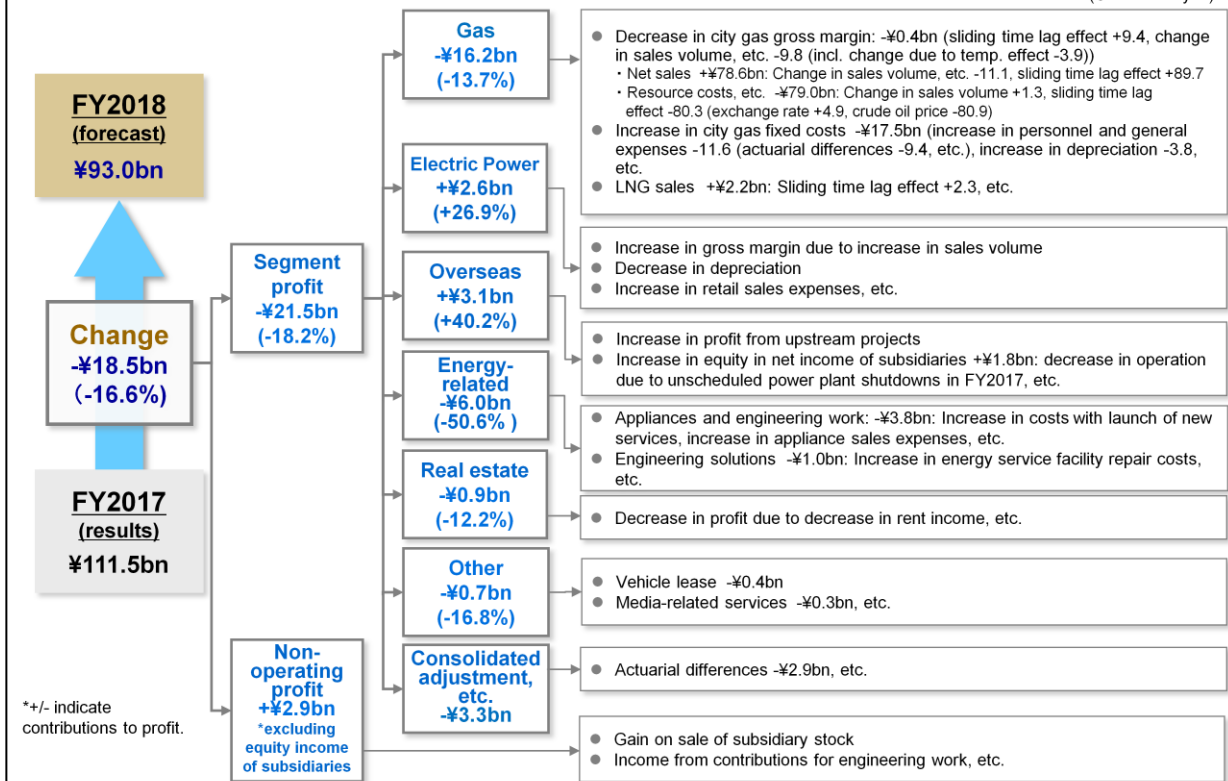 FY2018
(forecast)
¥93.0bn
Change
-¥18.5bn
(-16.6%)
FY2017
(results)
¥111.5bn
*+/- indicate
contributions to profit.
Segment
profit
-¥21.5bn
(-18.2%)
Non-
operating
profit
+¥2.9bn
*excluding
equity income
of subsidiaries
Gas
-¥16.2bn
(-13.7%)
Electric Power
+¥2.6bn
(+26.9%)
Overseas
+¥3.1bn
(+40.2%)
Energy-
related
-¥6.0bn
(-50.6% )
Real estate
-¥0.9bn
(-12.2%)
Other
-¥0.7bn
(-16.8%)
Consolidated
adjustment,
etc.
-¥3.3bn
● Decrease in city gas gross margin: -¥0.4bn (sliding time lag effect +9.4, change
in sales volume, etc. -9.8 (incl. change due to temp. effect -3.9))
・Net sales +¥78.6bn: Change in sales volume, etc. -11.1, sliding time lag effect +89.7
・Resource costs, etc. -¥79.0bn: Change in sales volume +1.3, sliding time lag
effect -80.3 (exchange rate +4.9, crude oil price -80.9)
● Increase in city gas fixed costs -¥17.5bn (increase in personnel and general
expenses -11.6 (actuarial differences -9.4, etc.), increase in depreciation -3.8,
etc.
● LNG sales +¥2.2bn: Sliding time lag effect +2.3, etc.
● Increase in gross margin due to increase in sales volume
● Decrease in depreciation
● Increase in retail sales expenses, etc.
● Increase in profit from upstream projects
● Increase in equity in net income of subsidiaries +¥1.8bn: decrease in operation
due to unscheduled power plant shutdowns in FY2017, etc.
● Appliances and engineering work: -¥3.8bn: Increase in costs with launch of new
services, increase in appliance sales expenses, etc.
● Engineering solutions -¥1.0bn: Increase in energy service facility repair costs,
etc.
● Decrease in profit due to decrease in rent income, etc.
● Vehicle lease -¥0.4bn
● Media-related services -¥0.3bn, etc.
● Actuarial differences -¥2.9bn, etc.
● Gain on sale of subsidiary stock
● Income from contributions for engineering work, etc.